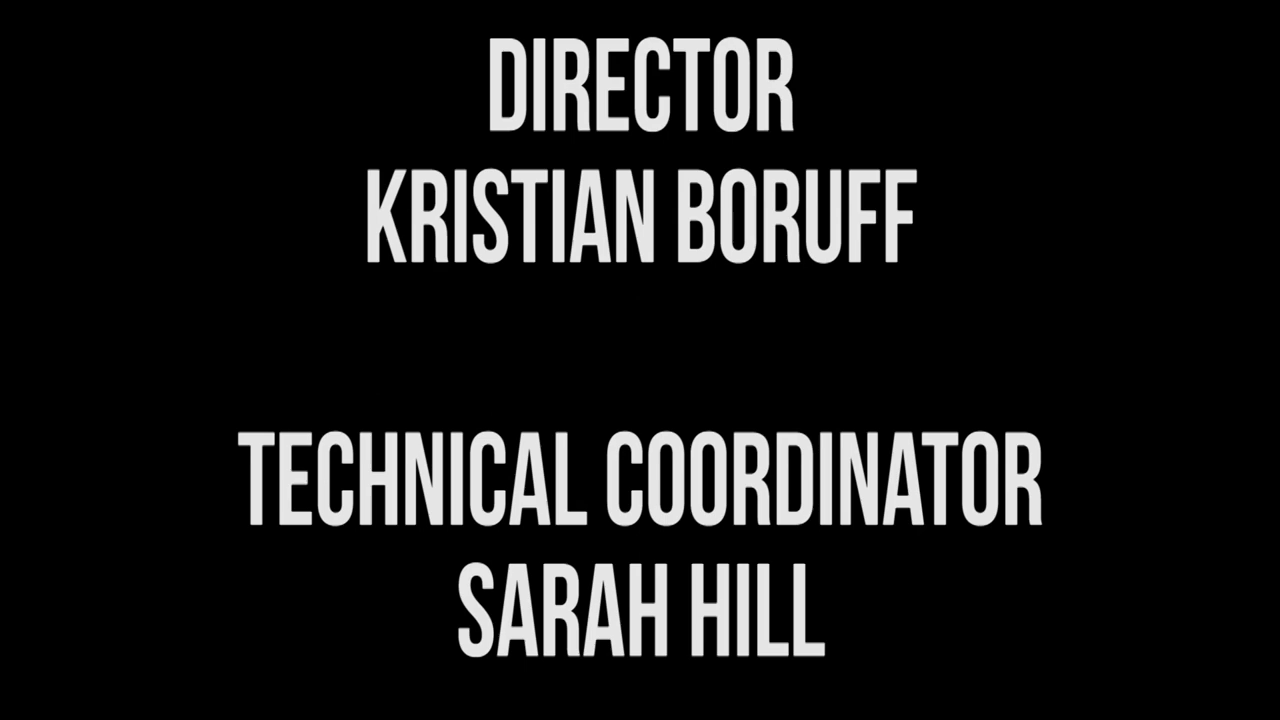 DIRECTOR
KRISTIAN BORUFF
TECHNICAL COORDINATOR
SARAH HILL